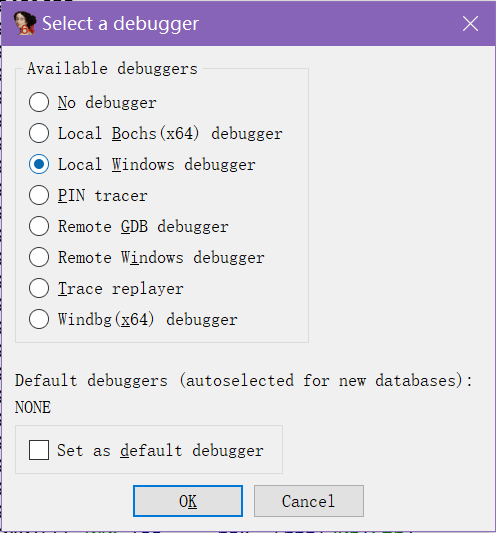 Select a debugger
Available debuggers
No debugger
Local Bochs(x64) debugger
Local Windows debugger
PIN tracer
Remote GDB debugger
Remote Windows debugger
Trace replayer
Windbg(x64) debugger
Default debuggers (autoselected for new databases):
NONE
Set as default debugger
OK Cancel